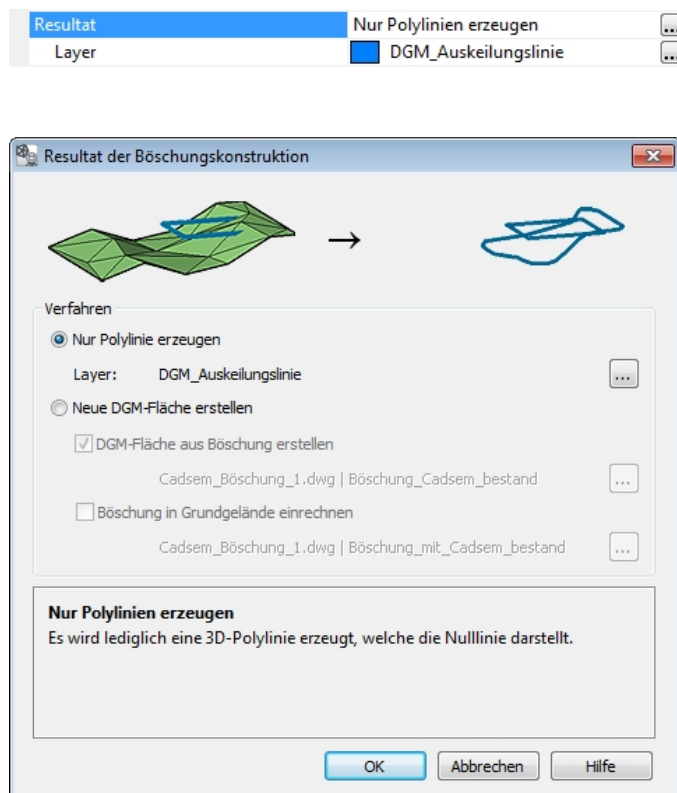 Resultat Nur Polylinien erzeugen ...
Layer DGM_Auskeilungslinie ...
Resultat der Böschungskonstruktion
Verfahren
Nur Polylinie erzeugen
Layer: DGM_Auskeilungslinie ...
Neue DGM-Fläche erstellen
DGM-Fläche aus Böschung erstellen
Cadsem_Böschung_1.dwg | Böschung_Cadsem_bestand ...
Böschung in Grundgelände einrechnen
Cadsem_Böschung_1.dwg | Böschung_mit_Cadsem_bestand ...
Nur Polylinien erzeugen
Es wird lediglich eine 3D-Polylinie erzeugt, welche die Nulllinie darstellt.
OK Abbrechen Hilfe